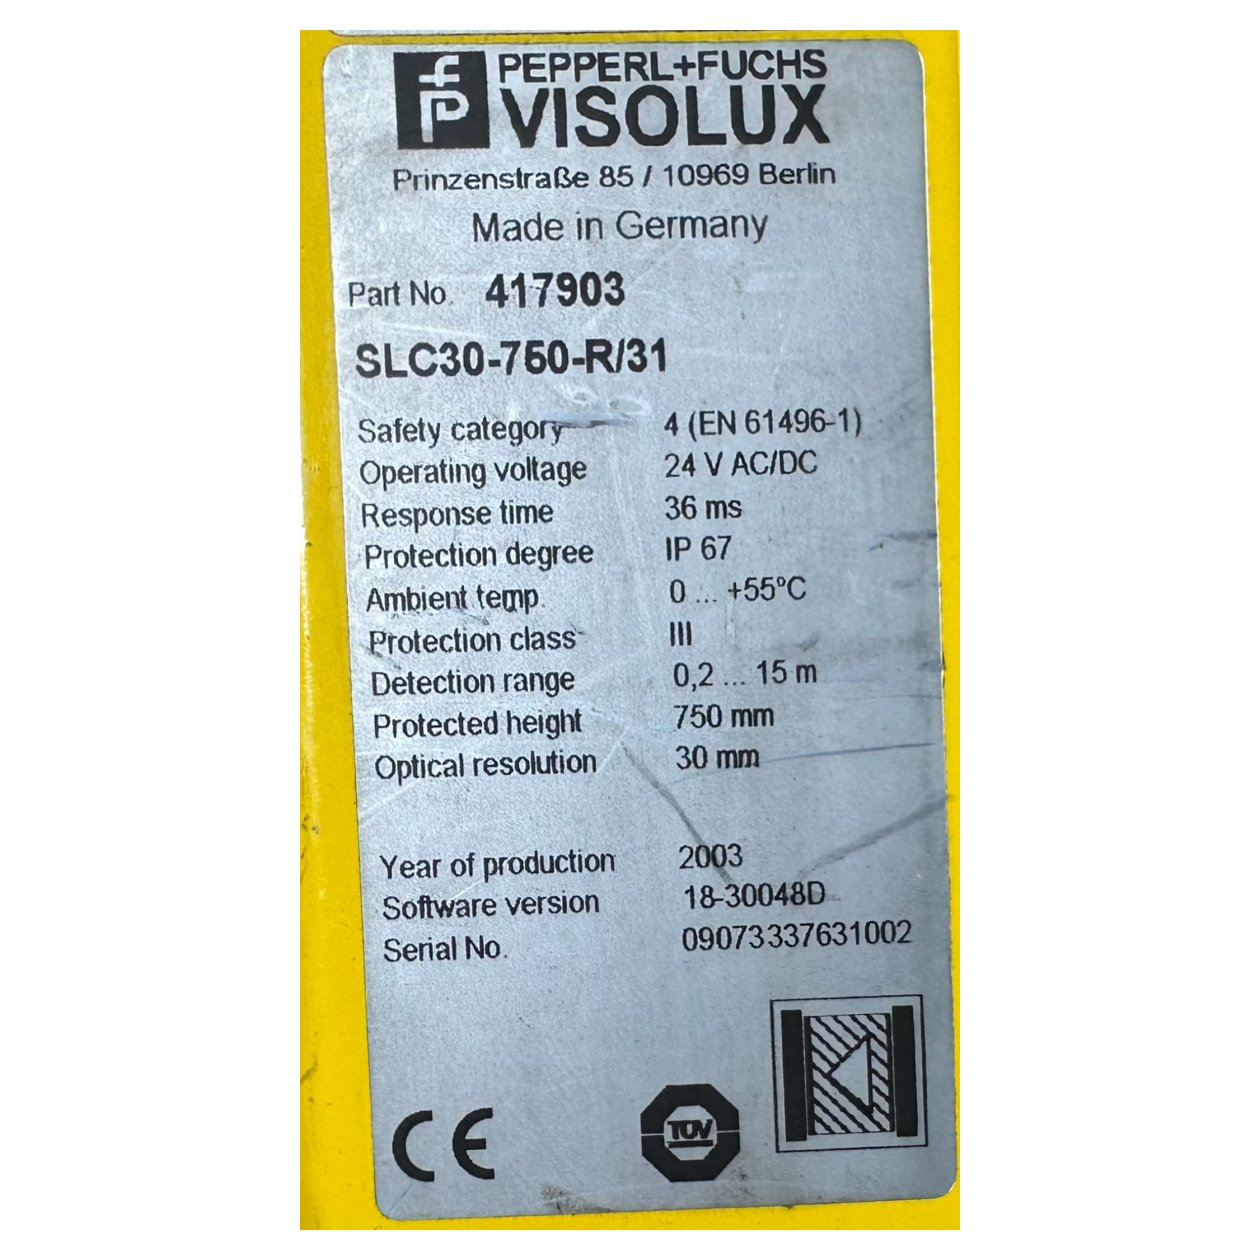 PEPPERL+FUCHS
VISOLUX
Prinzenstraße 85 / 10969 Berlin
Made in Germany
Part No. 417903
SLC30-750-R/31
Safety category 4 (EN 61496-1)
Operating voltage 24 V AC/DC
Response time 36 ms
Protection degree IP 67
Ambient temp. 0 ... +55°C
Protection class III
Detection range 0,2 ... 15 m
Protected height 750 mm
Optical resolution 30 mm
Year of production 2003
Software version 18-30048D
Serial No. 09073337631002
CE
TÜV